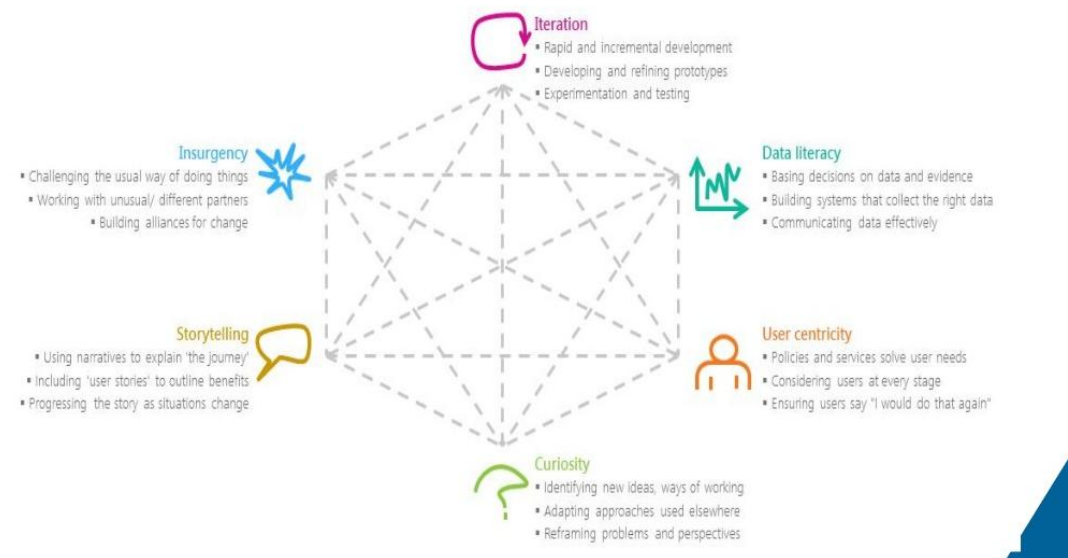 Iteration
▪ Rapid and incremental development
▪ Developing and refining prototypes
▪ Experimentation and testing
Insurgency
▪ Challenging the usual way of doing things
▪ Working with unusual/ different partners
▪ Building alliances for change
Data literacy
▪ Basing decisions on data and evidence
▪ Building systems that collect the right data
▪ Communicating data effectively
Storytelling
▪ Using narratives to explain 'the journey'
▪ Including 'user stories' to outline benefits
▪ Progressing the story as situations change
User centricity
▪ Policies and services solve user needs
▪ Considering users at every stage
▪ Ensuring users say "I would do that again"
Curiosity
▪ Identifying new ideas, ways of working
▪ Adapting approaches used elsewhere
▪ Reframing problems and perspectives